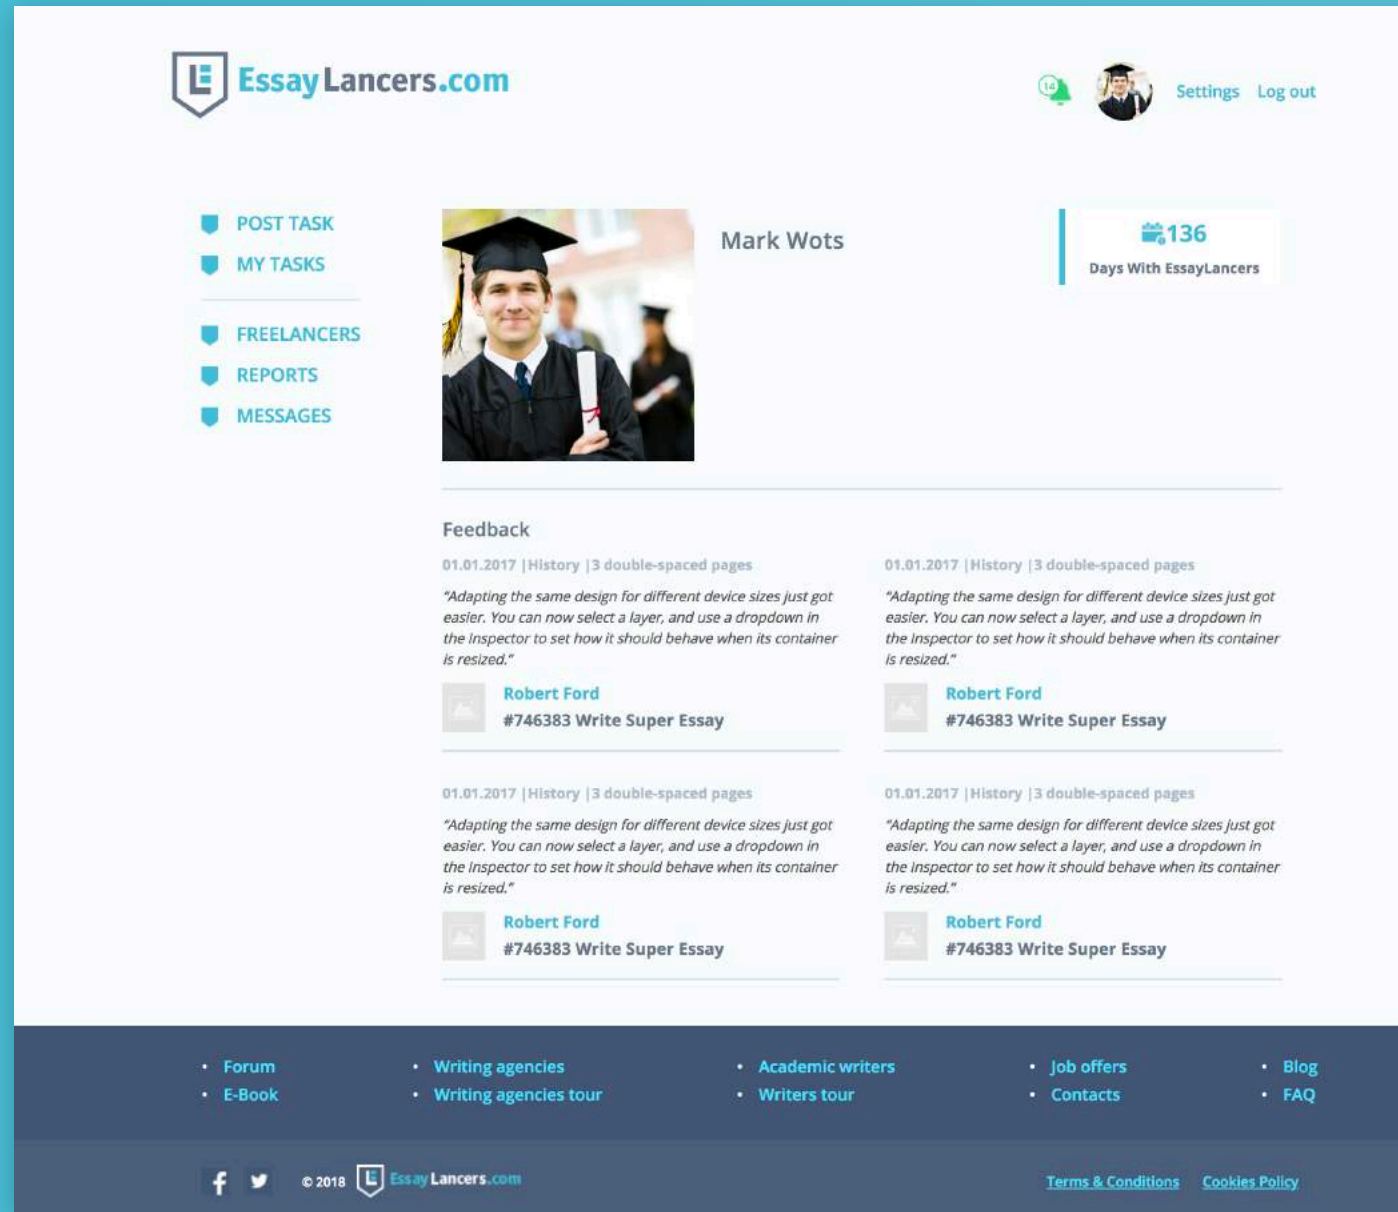 EssayLancers.com
14
Settings Log out
POST TASK
MY TASKS
FREELANCERS
REPORTS
MESSAGES
Mark Wots
136
Days With EssayLancers
Feedback
01.01.2017 |History |3 double-spaced pages
“Adapting the same design for different device sizes just got
easier. You can now select a layer, and use a dropdown in
the Inspector to set how it should behave when its container
is resized.”
Robert Ford
#746383 Write Super Essay
01.01.2017 |History |3 double-spaced pages
“Adapting the same design for different device sizes just got
easier. You can now select a layer, and use a dropdown in
the Inspector to set how it should behave when its container
is resized.”
Robert Ford
#746383 Write Super Essay
01.01.2017 |History |3 double-spaced pages
“Adapting the same design for different device sizes just got
easier. You can now select a layer, and use a dropdown in
the Inspector to set how it should behave when its container
is resized.”
Robert Ford
#746383 Write Super Essay
01.01.2017 |History |3 double-spaced pages
“Adapting the same design for different device sizes just got
easier. You can now select a layer, and use a dropdown in
the Inspector to set how it should behave when its container
is resized.”
Robert Ford
#746383 Write Super Essay
• Forum
• E-Book
• Writing agencies
• Writing agencies tour
• Academic writers
• Writers tour
• Job offers
• Contacts
• Blog
• FAQ
© 2018 EssayLancers.com
Terms & Conditions Cookies Policy